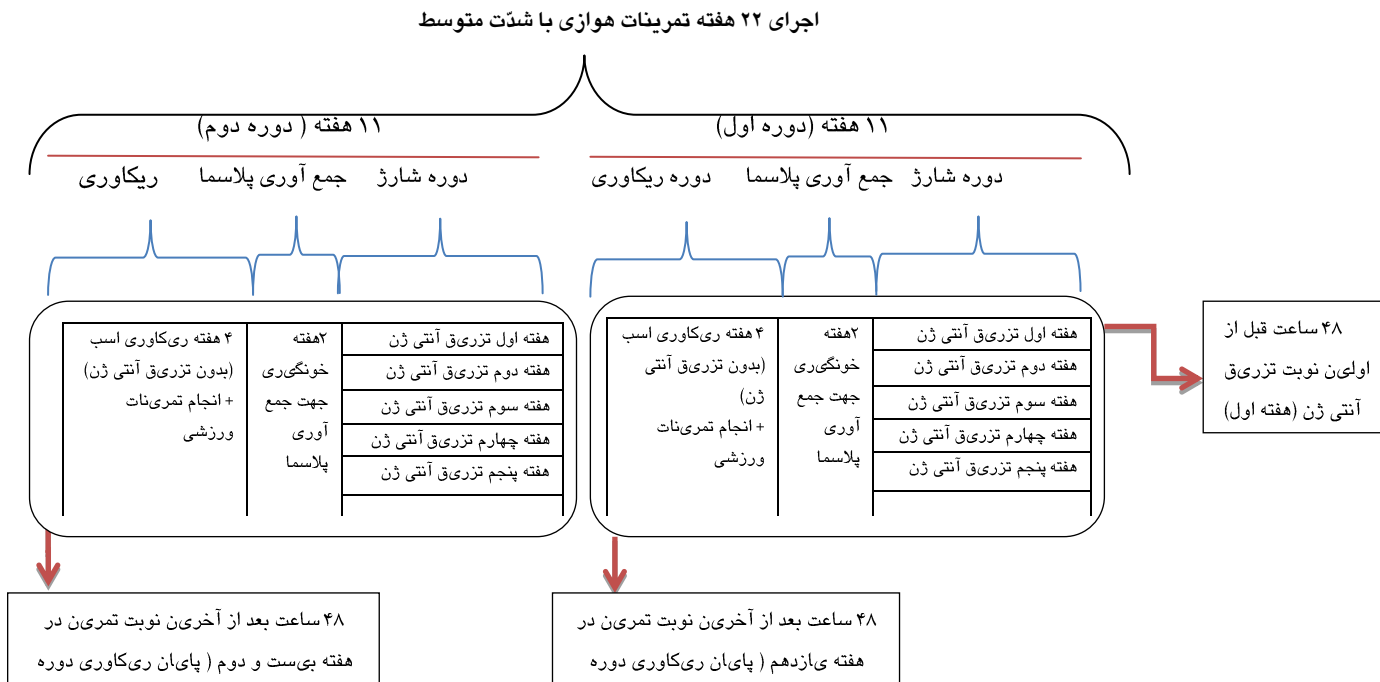 اجرای ۲۲ هفته تمرینات هوازی با شدّت متوسط
۱۱ هفته (دوره اول)
۱۱ هفته ( دوره دوم)
دوره شارژ
جمع آوری پلاسما
دوره ریکاوری
دوره شارژ
جمع آوری پلاسما
ریکاوری
هفته اول تزریق آنتی ژن
هفته دوم تزریق آنتی ژن
هفته سوم تزریق آنتی ژن
هفته چهارم تزریق آنتی ژن
هفته پنجم تزریق آنتی ژن
۲هفته
خونگیری
جهت جمع
آوری
پلاسما
۴ هفته ریکاوری اسب
(بدون تزریق آنتی
ژن)
+ انجام تمرینات
ورزشی
هفته اول تزریق آنتی ژن
هفته دوم تزریق آنتی ژن
هفته سوم تزریق آنتی ژن
هفته چهارم تزریق آنتی ژن
هفته پنجم تزریق آنتی ژن
۲هفته
خونگیری
جهت جمع
آوری
پلاسما
۴ هفته ریکاوری اسب
(بدون تزریق آنتی ژن)
+ انجام تمرینات
ورزشی
۴۸ ساعت قبل از
اولین نوبت تزریق
آنتی ژن (هفته اول)
۴۸ ساعت بعد از آخرین نوبت تمرین در
هفته یازدهم ( پایان ریکاوری دوره
۴۸ ساعت بعد از آخرین نوبت تمرین در
هفته بیست و دوم ( پایان ریکاوری دوره